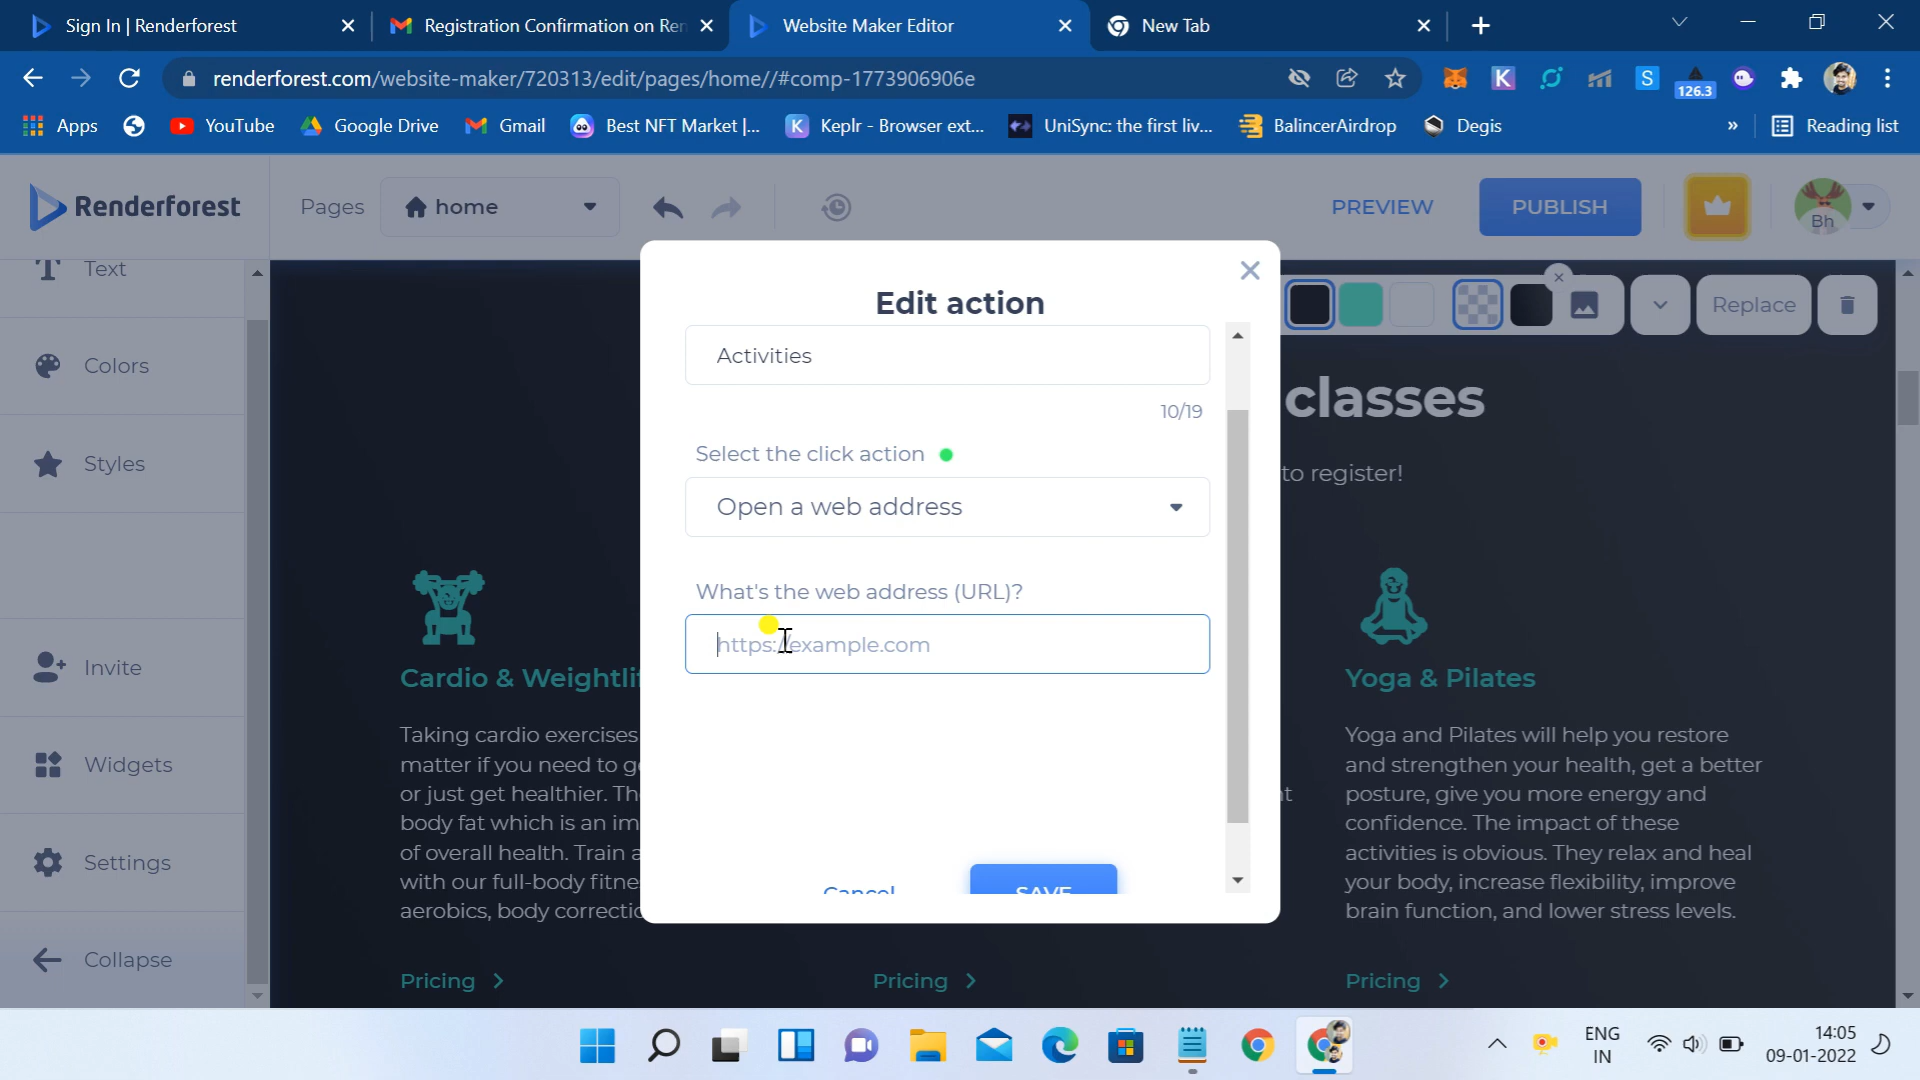 Sign In | Renderforest
Registration Confirmation on Ren
Website Maker Editor
New Tab
renderforest.com/website-maker/720313/edit/pages/home//#comp-1773906906e
126.3
Apps
YouTube
Google Drive
Gmail
Best NFT Market |...
Keplr - Browser ext...
UniSync: the first liv...
BalincerAirdrop
Degis
»
Reading list
Renderforest
Pages
home
PREVIEW
PUBLISH
Bh
Text
Colors
Styles
Invite
Widgets
Settings
Collapse
Replace
classes
to register!
Edit action
Activities
10/19
Select the click action
Open a web address
What's the web address (URL)?
https://example.com
Cancel
SAVE
Cardio & Weightli
Taking cardio exercises
matter if you need to g
or just get healthier. Th
body fat which is an im
of overall health. Train a
with our full-body fitne
aerobics, body correctio
Pricing
Pricing
Yoga & Pilates
Yoga and Pilates will help you restore
and strengthen your health, get a better
posture, give you more energy and
confidence. The impact of these
activities is obvious. They relax and heal
your body, increase flexibility, improve
brain function, and lower stress levels.
Pricing
ENG
IN
14:05
09-01-2022